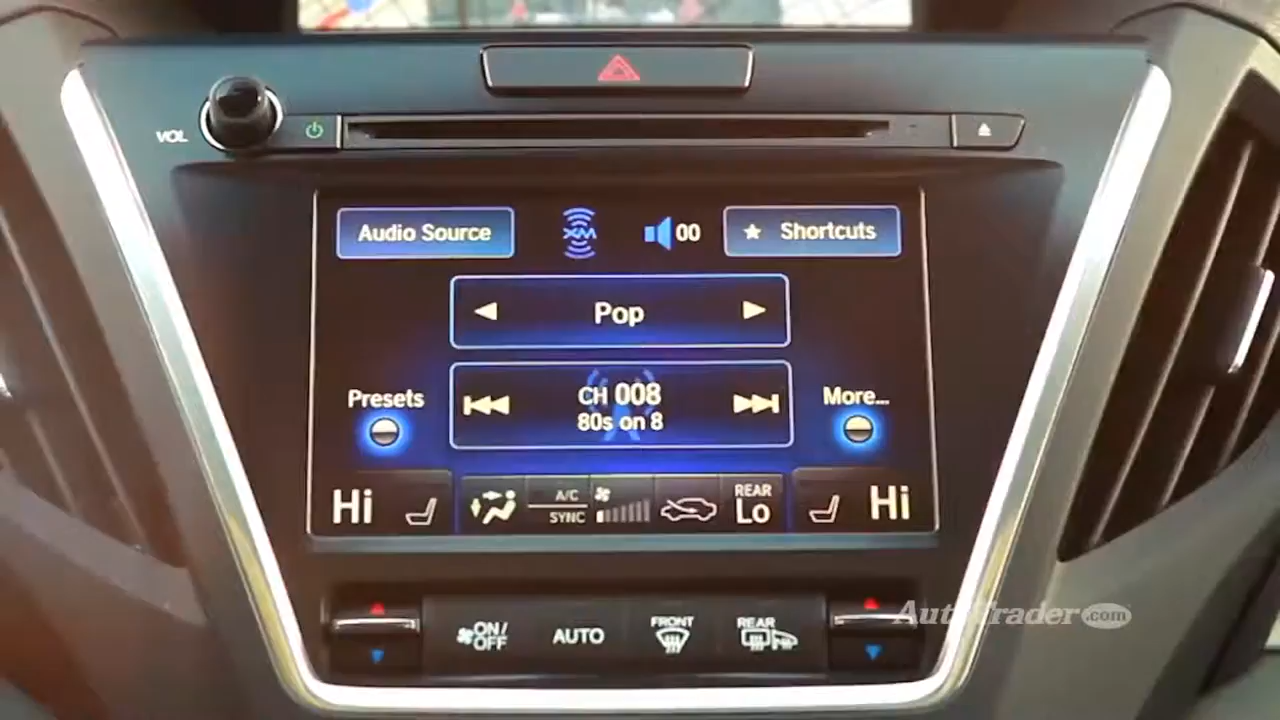 VOL
Audio Source
XM
00
★ Shortcuts
Pop
CH 008
80s on 8
Presets
More...
Hi
A/C
SYNC
REAR
Lo
Hi
ON/
OFF
AUTO
FRONT
REAR
AutoTrader.com